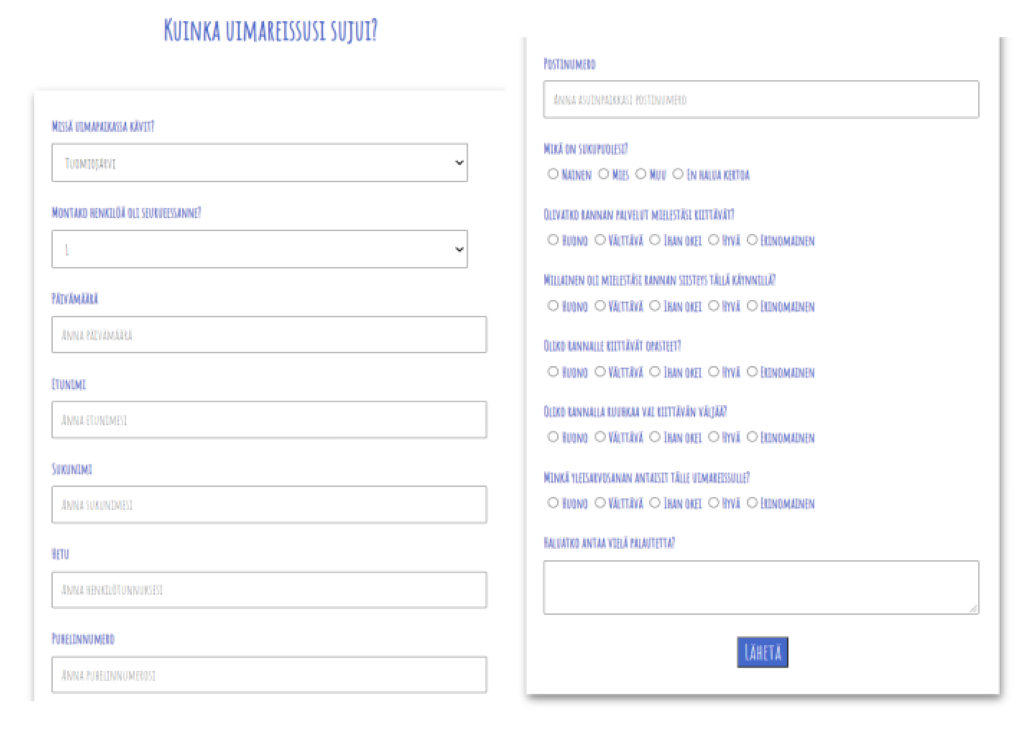 Kuinka uimareissusi sujui?
Missä uimapaikassa kävit?
Tuomiojärvi
Montako henkilöä oli seurueessanne?
1
Päivämäärä
Anna päivämäärä
Etunimi
Anna etunimesi
Sukunimi
Anna sukunimesi
Hetu
Anna henkilötunnuksesi
Puhelinnumero
Anna puhelinnumerosi
Postinumero
Anna asuinpaikkasi postinumero
Mikä on sukupuolesi?
Nainen Mies Muu En halua kertoa
Olivatko rannan palvelut mielestäsi kiittävät?
Huono Välttävä Ihan okei Hyvä Erinomainen
Millainen oli mielestäsi rannan siisteys tällä käynnillä?
Huono Välttävä Ihan okei Hyvä Erinomainen
Oliko rannalle kiittävät opasteet?
Huono Välttävä Ihan okei Hyvä Erinomainen
Oliko rannalla ruuhkaa vai kiittävän väljää?
Huono Välttävä Ihan okei Hyvä Erinomainen
Minkä yleisarvosanan antaisit tälle uimareissulle?
Huono Välttävä Ihan okei Hyvä Erinomainen
Haluatko antaa vielä palautetta?
Lähetä